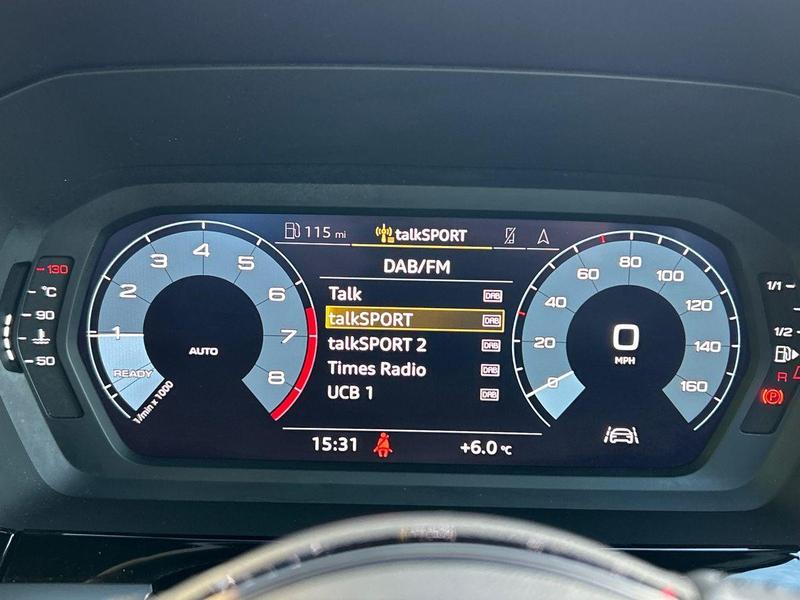 115 mi
talkSPORT
DAB/FM
Talk DAB
talkSPORT DAB
talkSPORT 2 DAB
Times Radio DAB
UCB 1 DAB
15:31
+6.0 °C
130
°C
90
50
READY
1
2
3
4
5
6
7
8
1/min x 1000
AUTO
0
20
40
60
80
100
120
140
160
0
MPH
1/1
1/2
R
P